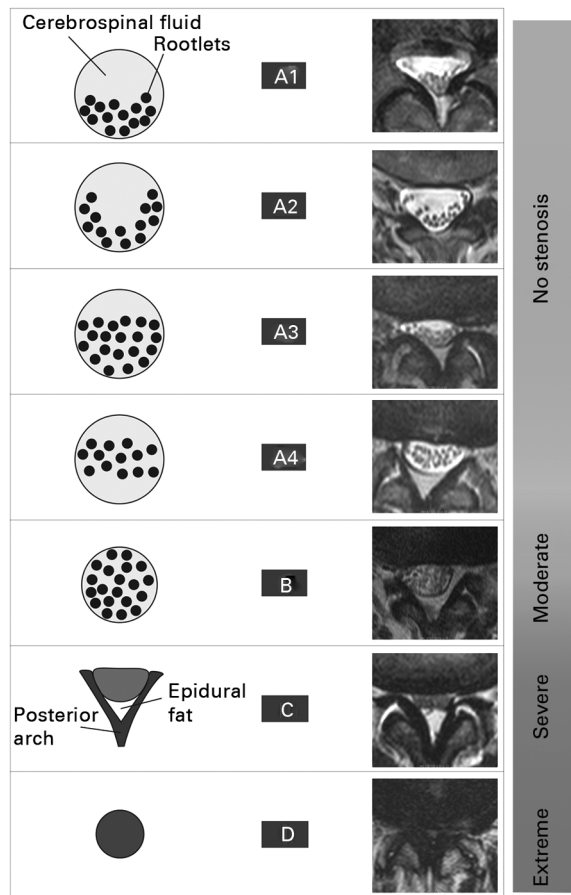 Cerebrospinal fluid
Rootlets
A1
A2
No stenosis
A3
A4
B
Moderate
Epidural
fat
Posterior
arch
C
Severe
D
Extreme